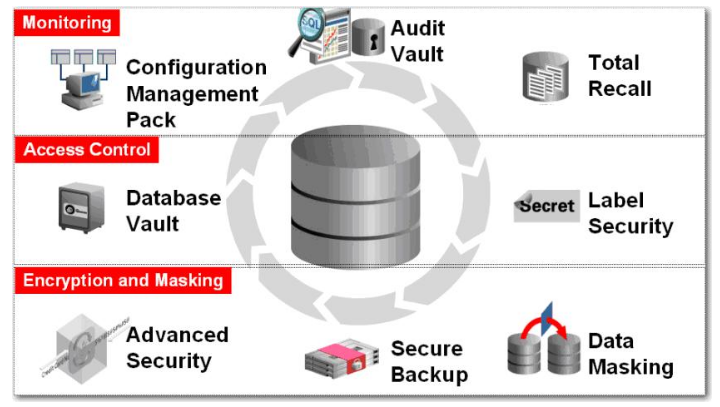 Monitoring
SQL
Audit
Vault
Configuration
Management
Pack
Total
Recall
Access Control
Database
Vault
Secret
Label
Security
Encryption and Masking
Advanced
Security
Secure
Backup
Data
Masking